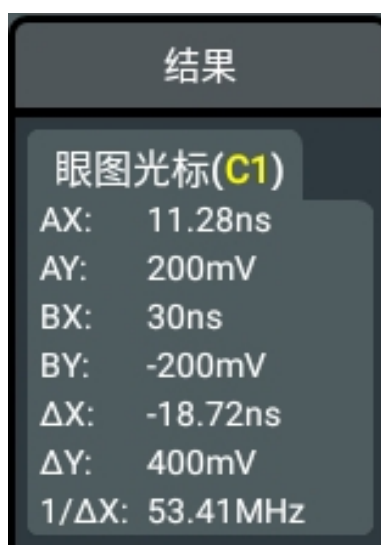 结果
眼图光标(C1)
AX: 11.28ns
AY: 200mV
BX: 30ns
BY: -200mV
ΔX: -18.72ns
ΔY: 400mV
1/ΔX: 53.41MHz